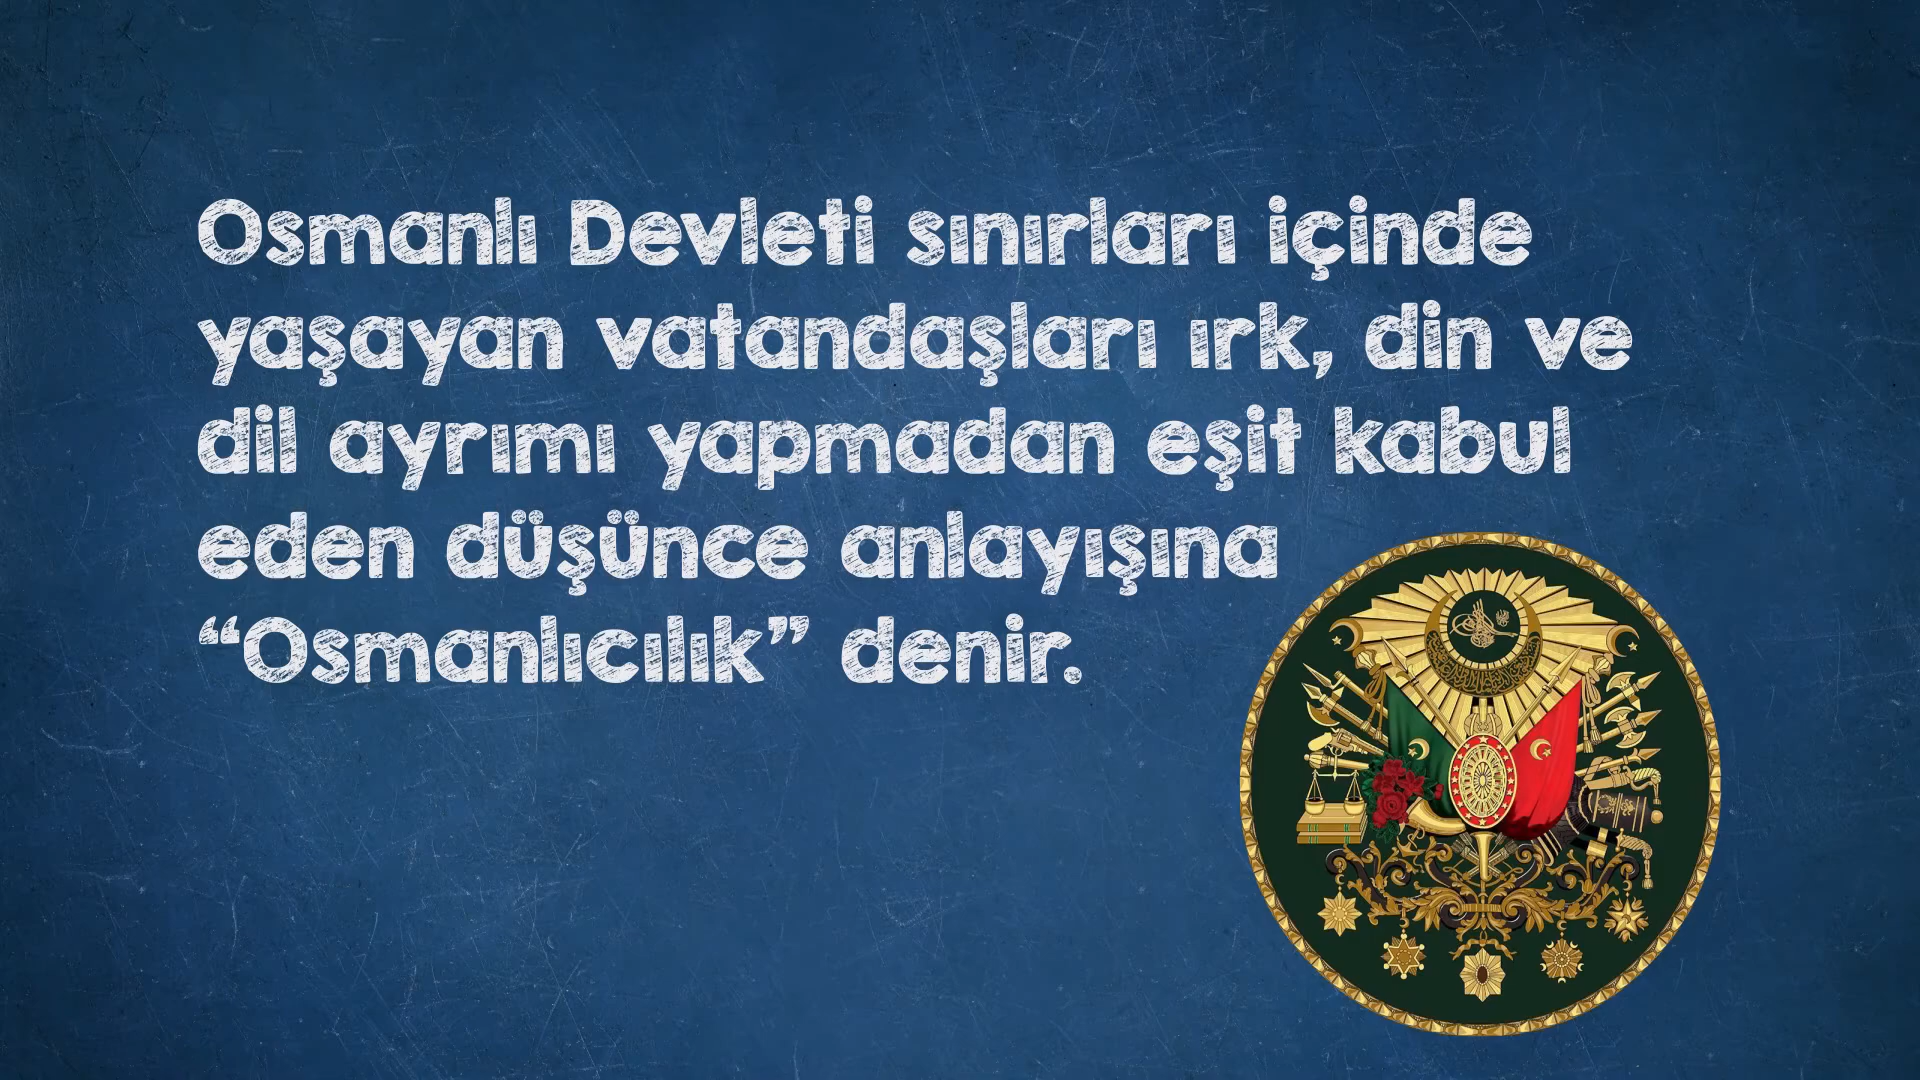 Osmanlı Devleti sınırları içinde
yaşayan vatandaşları ırk, din ve
dil ayrımı yapmadan eşit kabul
eden düşünce anlayışına
“Osmanlıcılık” denir.